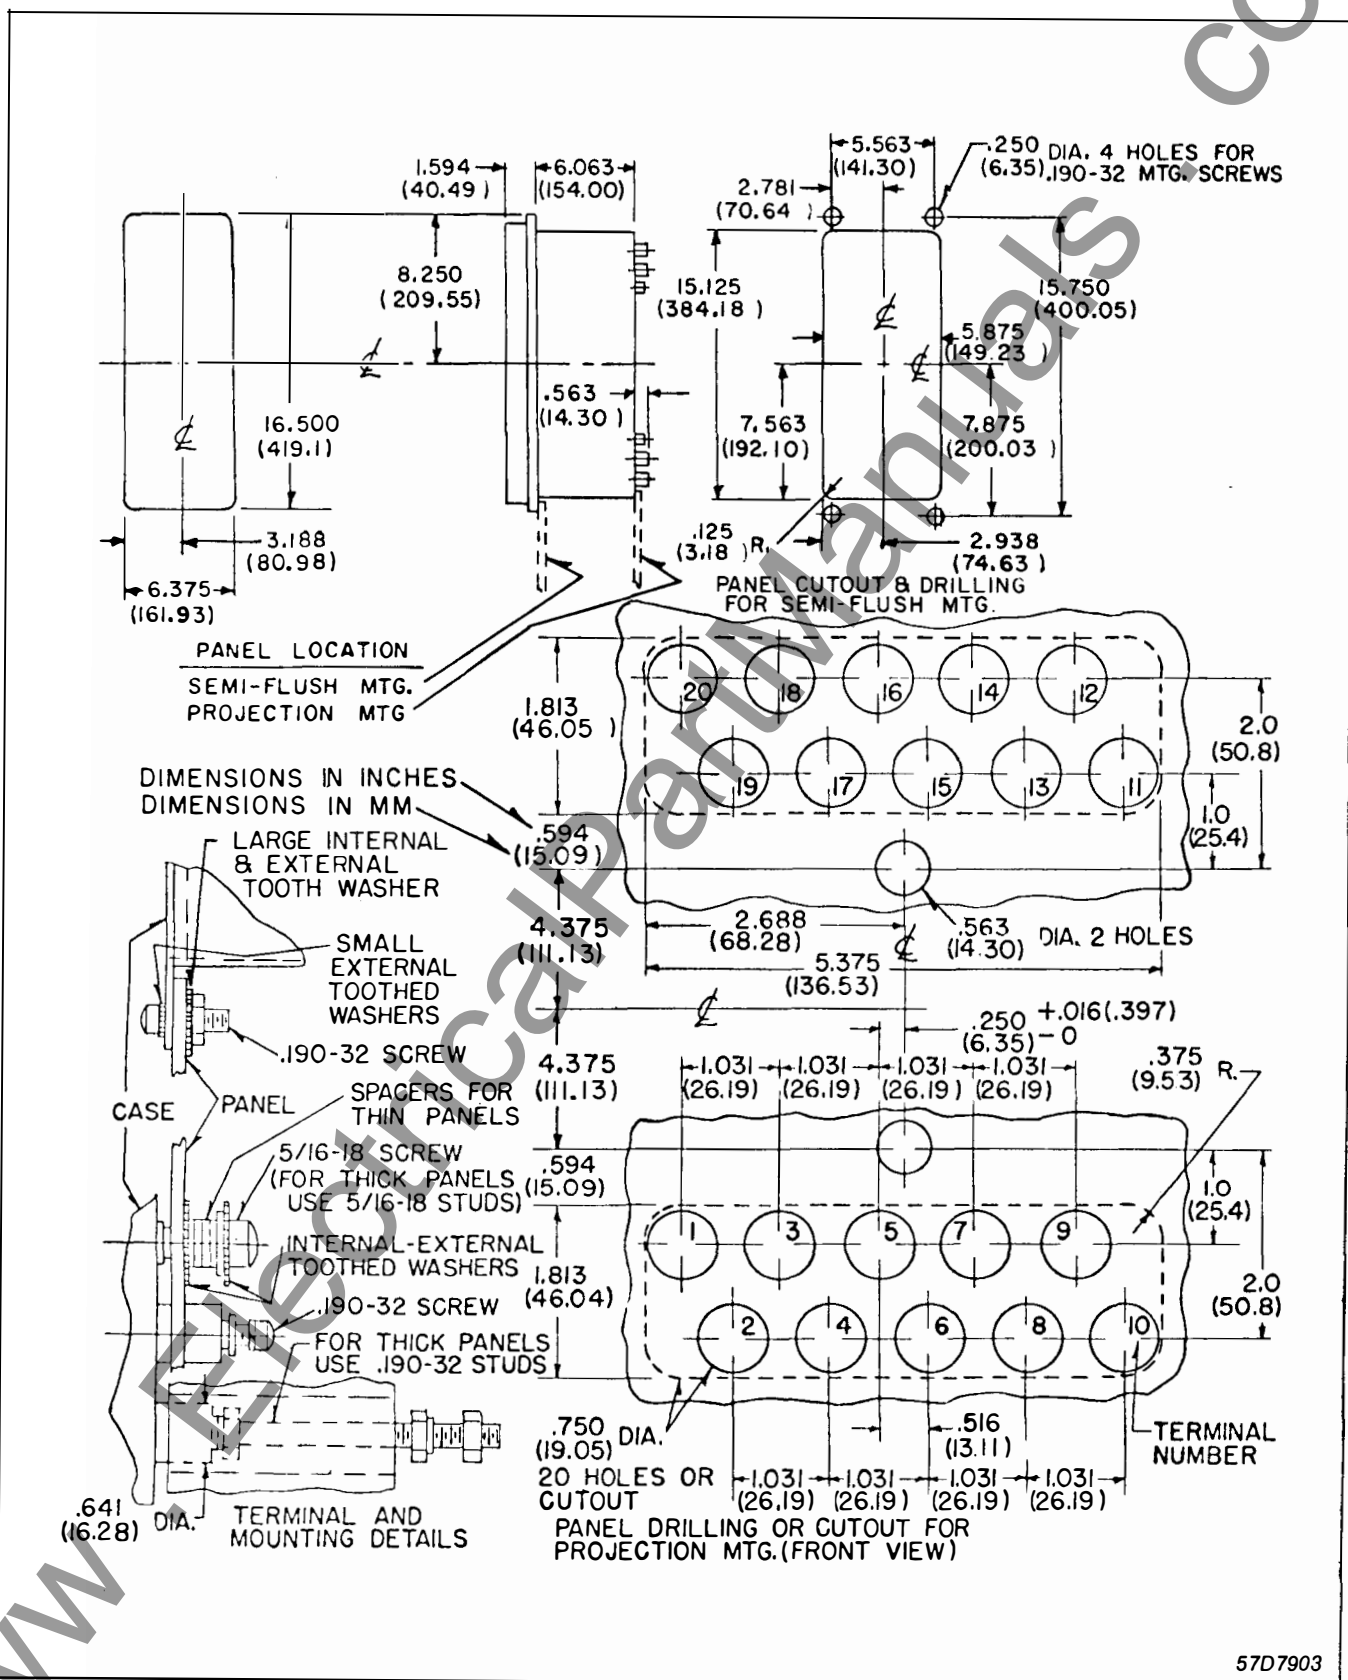 1.594
(40.49 )
6.063
(154.00)
8.250
(209.55)
16.500
(419.1)
.563
(14.30 )
3.188
(80.98)
6.375
(161.93)
5.563
(141.30)
.250 DIA. 4 HOLES FOR
(6.35) .190-32 MTG. SCREWS
2.781
(70.64 )
15.125
(384.18 )
15.750
(400.05)
5.875
(149.23 )
7.563
(192.10)
7.875
(200.03 )
.125
(3.18 ) R.
2.938
(74.63 )
PANEL CUTOUT & DRILLING
FOR SEMI-FLUSH MTG.
PANEL LOCATION
SEMI-FLUSH MTG.
PROJECTION MTG
DIMENSIONS IN INCHES
DIMENSIONS IN MM
1.813
(46.05 )
20 18 16 14 12
19 17 15 13 11
2.0
(50.8)
1.0
(25.4)
.594
(15.09)
4.375
(111.13)
2.688
(68.28)
.563
(14.30) DIA. 2 HOLES
5.375
(136.53)
LARGE INTERNAL
& EXTERNAL
TOOTH WASHER
SMALL
EXTERNAL
TOOTHED
WASHERS
.190-32 SCREW
CASE
PANEL
SPACERS FOR
THIN PANELS
5/16-18 SCREW
(FOR THICK PANELS
USE 5/16-18 STUDS)
INTERNAL-EXTERNAL
TOOTHED WASHERS
.190-32 SCREW
FOR THICK PANELS
USE .190-32 STUDS
.641
(16.28) DIA.
TERMINAL AND
MOUNTING DETAILS
.250 +.016(.397)
(6.35) -0
4.375
(111.13)
1.031 1.031 1.031 1.031
(26.19) (26.19) (26.19) (26.19)
.375
(9.53) R.
.594
(15.09)
1.0
(25.4)
1 3 5 7 9
1.813
(46.04)
2.0
(50.8)
2 4 6 8 10
.750
(19.05) DIA.
20 HOLES OR
CUTOUT
.516
(13.11)
TERMINAL
NUMBER
1.031 1.031 1.031 1.031
(26.19) (26.19) (26.19) (26.19)
PANEL DRILLING OR CUTOUT FOR
PROJECTION MTG.(FRONT VIEW)
57D7903
www.ElectricalPartManuals.co